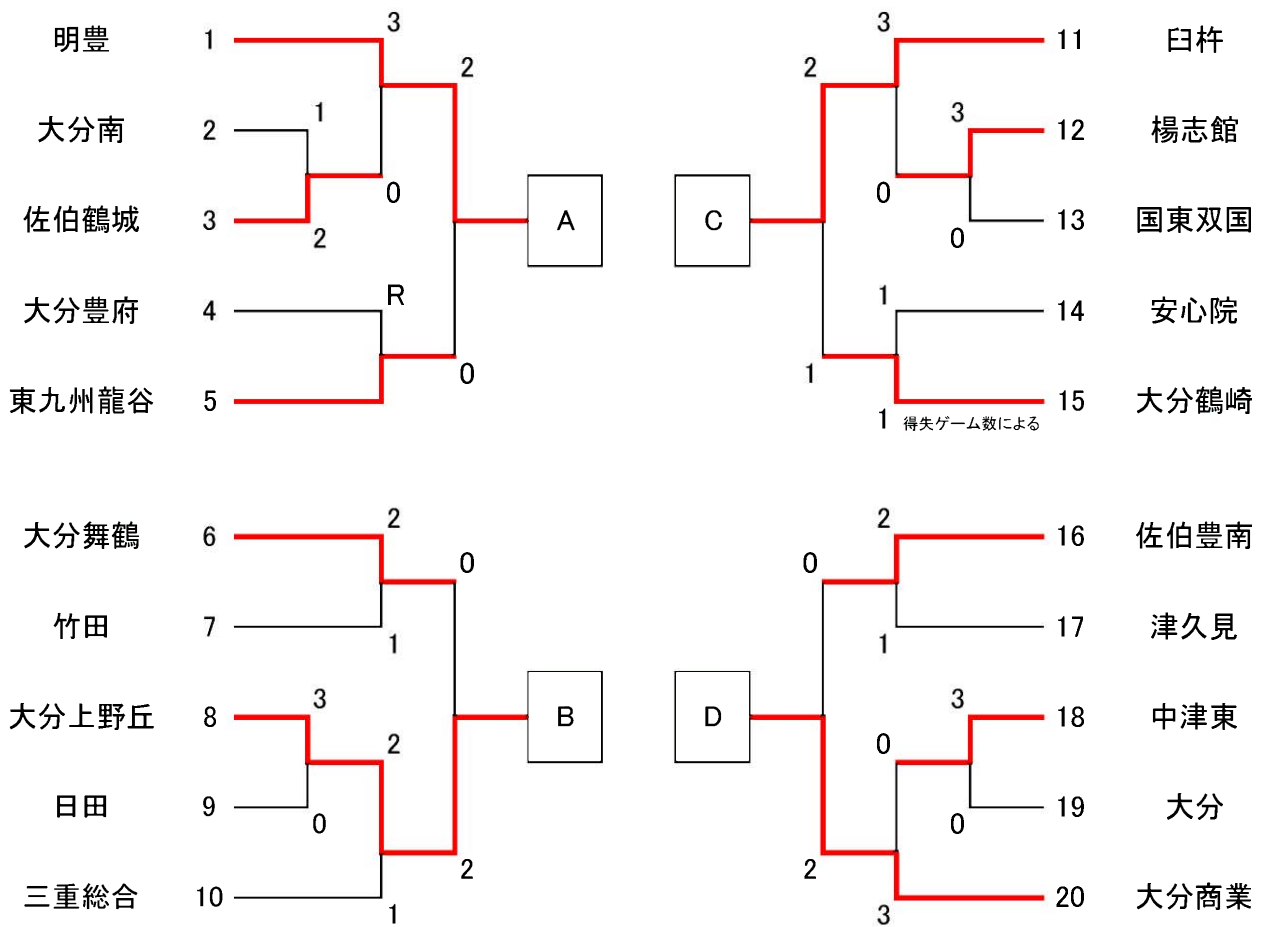 明豊 1
3
2
大分南 2
1
0
佐伯鶴城 3
2
A
大分豊府 4
R
0
東九州龍谷 5
3
2
11 臼杵
3
12 楊志館
0
C
0
13 国東双国
1
14 安心院
1
1
15 大分鶴崎
得失ゲーム数による
大分舞鶴 6
2
0
竹田 7
1
大分上野丘 8
3
2
B
日田 9
0
2
三重総合 10
1
2
0
16 佐伯豊南
1
17 津久見
3
18 中津東
0
D
0
19 大分
2
3
20 大分商業